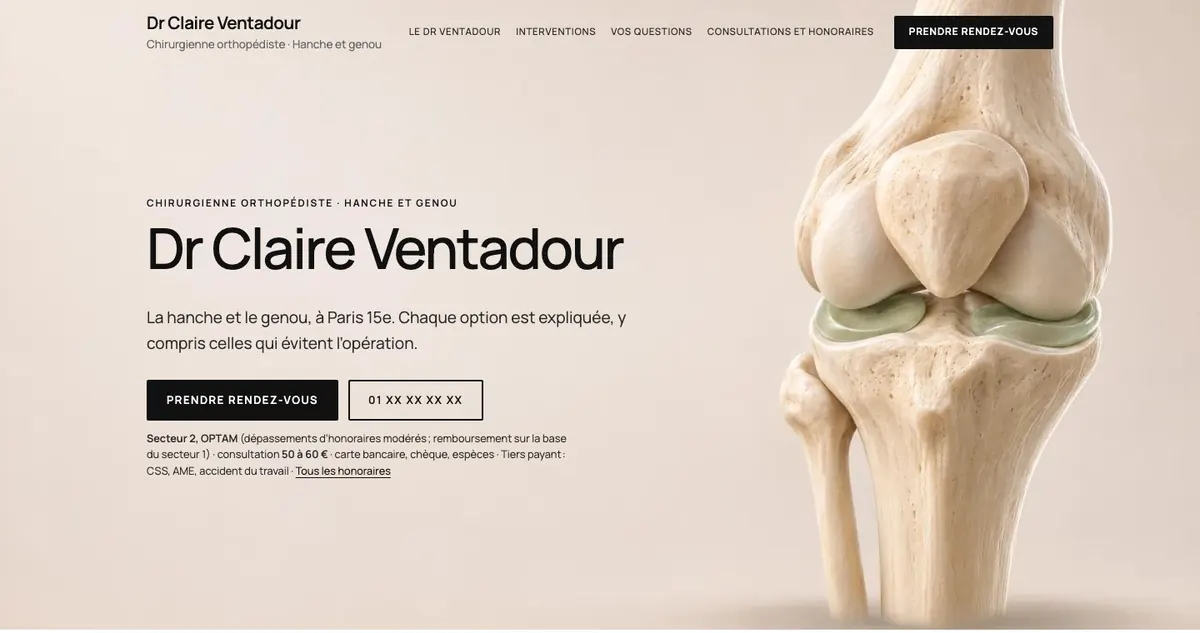 Dr Claire Ventadour
Chirurgienne orthopédiste · Hanche et genou
LE DR VENTADOUR
INTERVENTIONS
VOS QUESTIONS
CONSULTATIONS ET HONORAIRES
PRENDRE RENDEZ-VOUS
CHIRURGIENNE ORTHOPÉDISTE · HANCHE ET GENOU
Dr Claire Ventadour
La hanche et le genou, à Paris 15e. Chaque option est expliquée, y
compris celles qui évitent l'opération.
PRENDRE RENDEZ-VOUS
01 XX XX XX XX
Secteur 2, OPTAM (dépassements d'honoraires modérés ; remboursement sur la base
du secteur 1) · consultation 50 à 60 € · carte bancaire, chèque, espèces · Tiers payant :
CSS, AME, accident du travail · Tous les honoraires